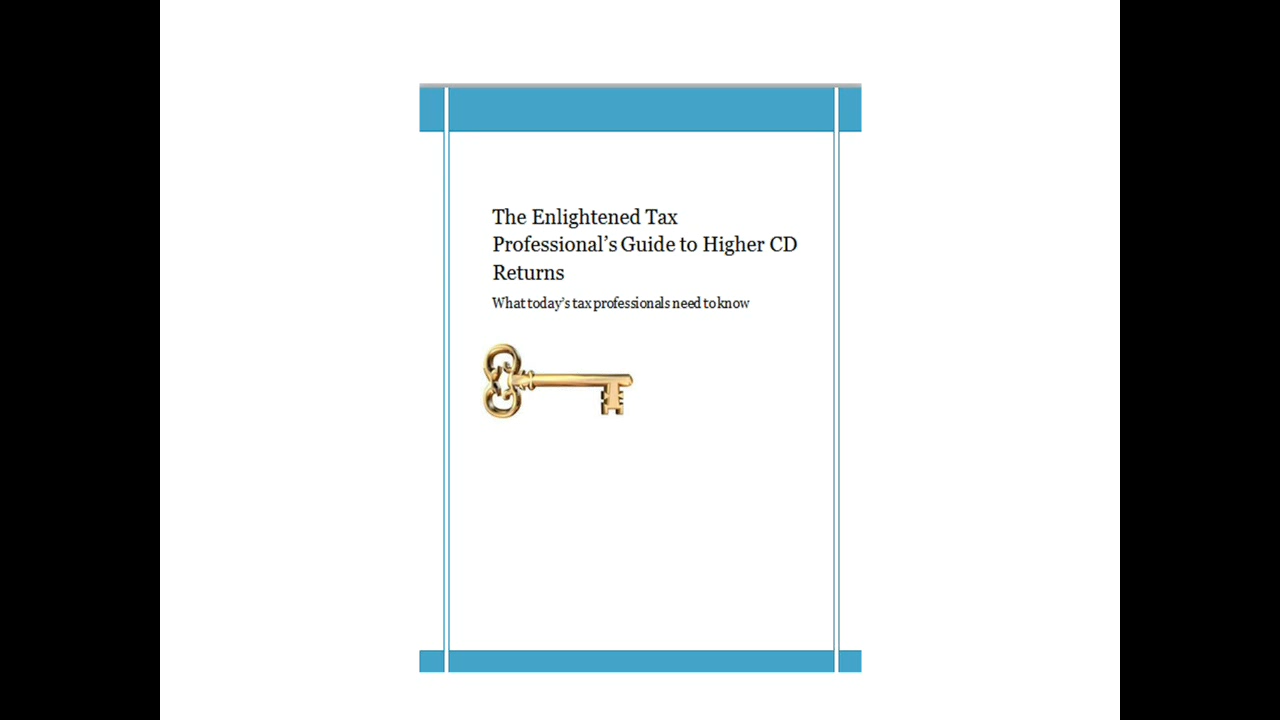 The Enlightened Tax
Professional’s Guide to Higher CD
Returns
What today’s tax professionals need to know